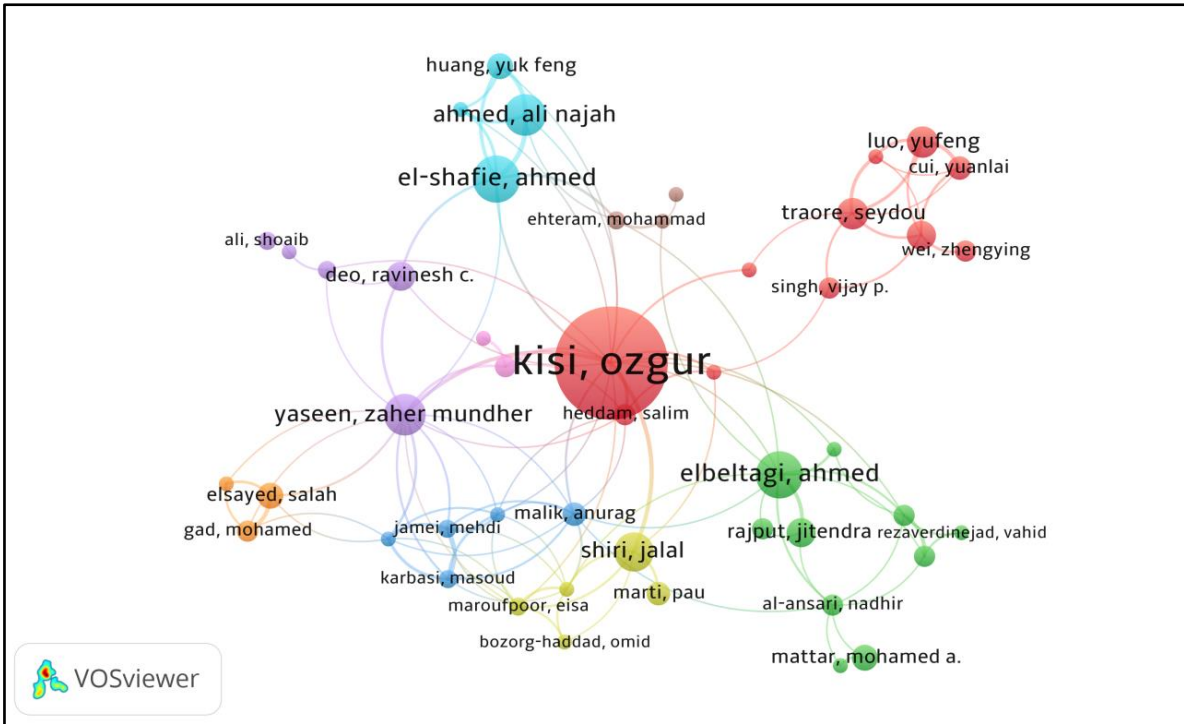 huang, yuk feng
ahmed, ali najah
el-shafie, ahmed
luo, yufeng
cui, yuanlai
traore, seydou
wei, zhengying
singh, vijay p.
ehteram, mohammad
ali, shoaib
deo, ravinesh c.
kisi, ozgur
yaseen, zaher mundher
heddam, salim
elbeltagi, ahmed
elsayed, salah
gad, mohamed
jamei, mehdi
malik, anurag
karbasi, masoud
shiri, jalal
rajput, jitendra
rezaverdinejad, vahid
maroufpoor, eisa
marti, pau
al-ansari, nadhir
bozorg-haddad, omid
mattar, mohamed a.
VOSviewer